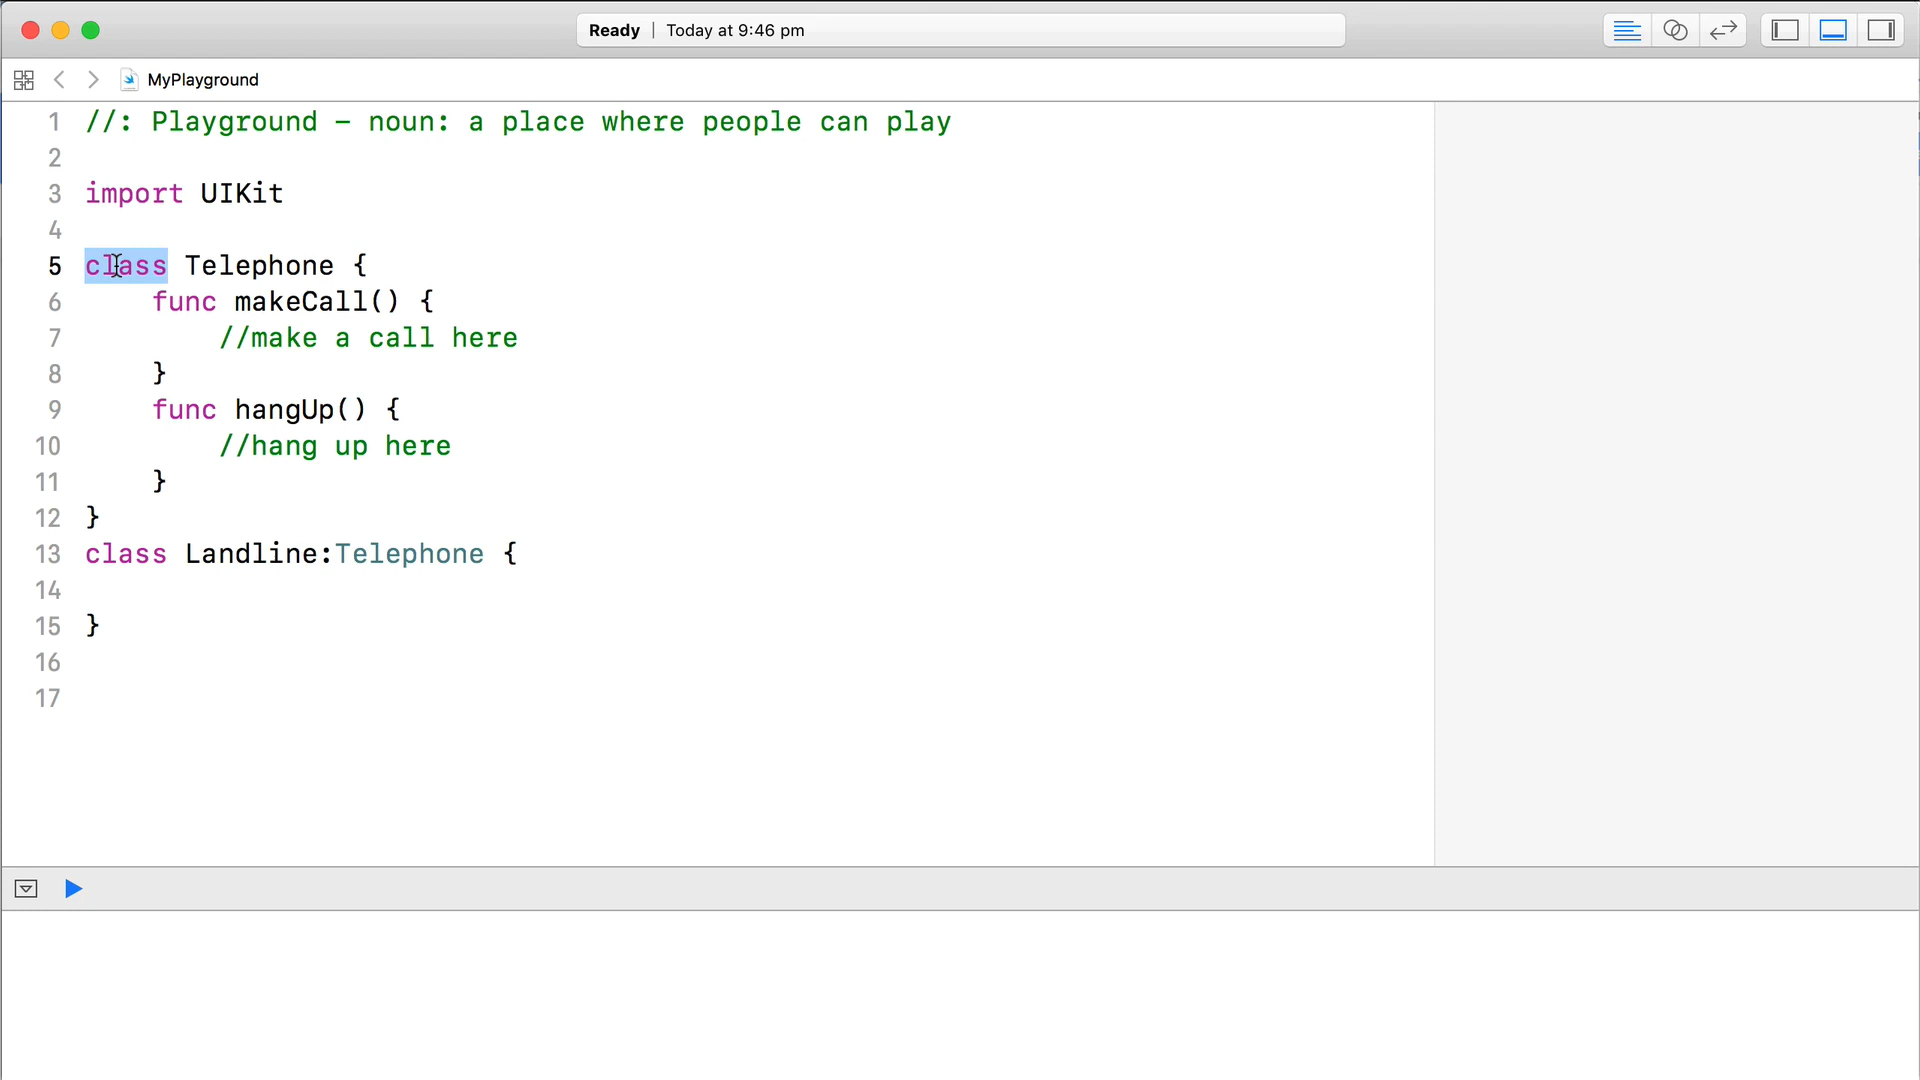 Ready | Today at 9:46 pm
MyPlayground
1 //: Playground – noun: a place where people can play
2
3 import UIKit
4
5 class Telephone {
6 func makeCall() {
7 //make a call here
8 }
9 func hangUp() {
10 //hang up here
11 }
12 }
13 class Landline:Telephone {
14
15 }
16
17